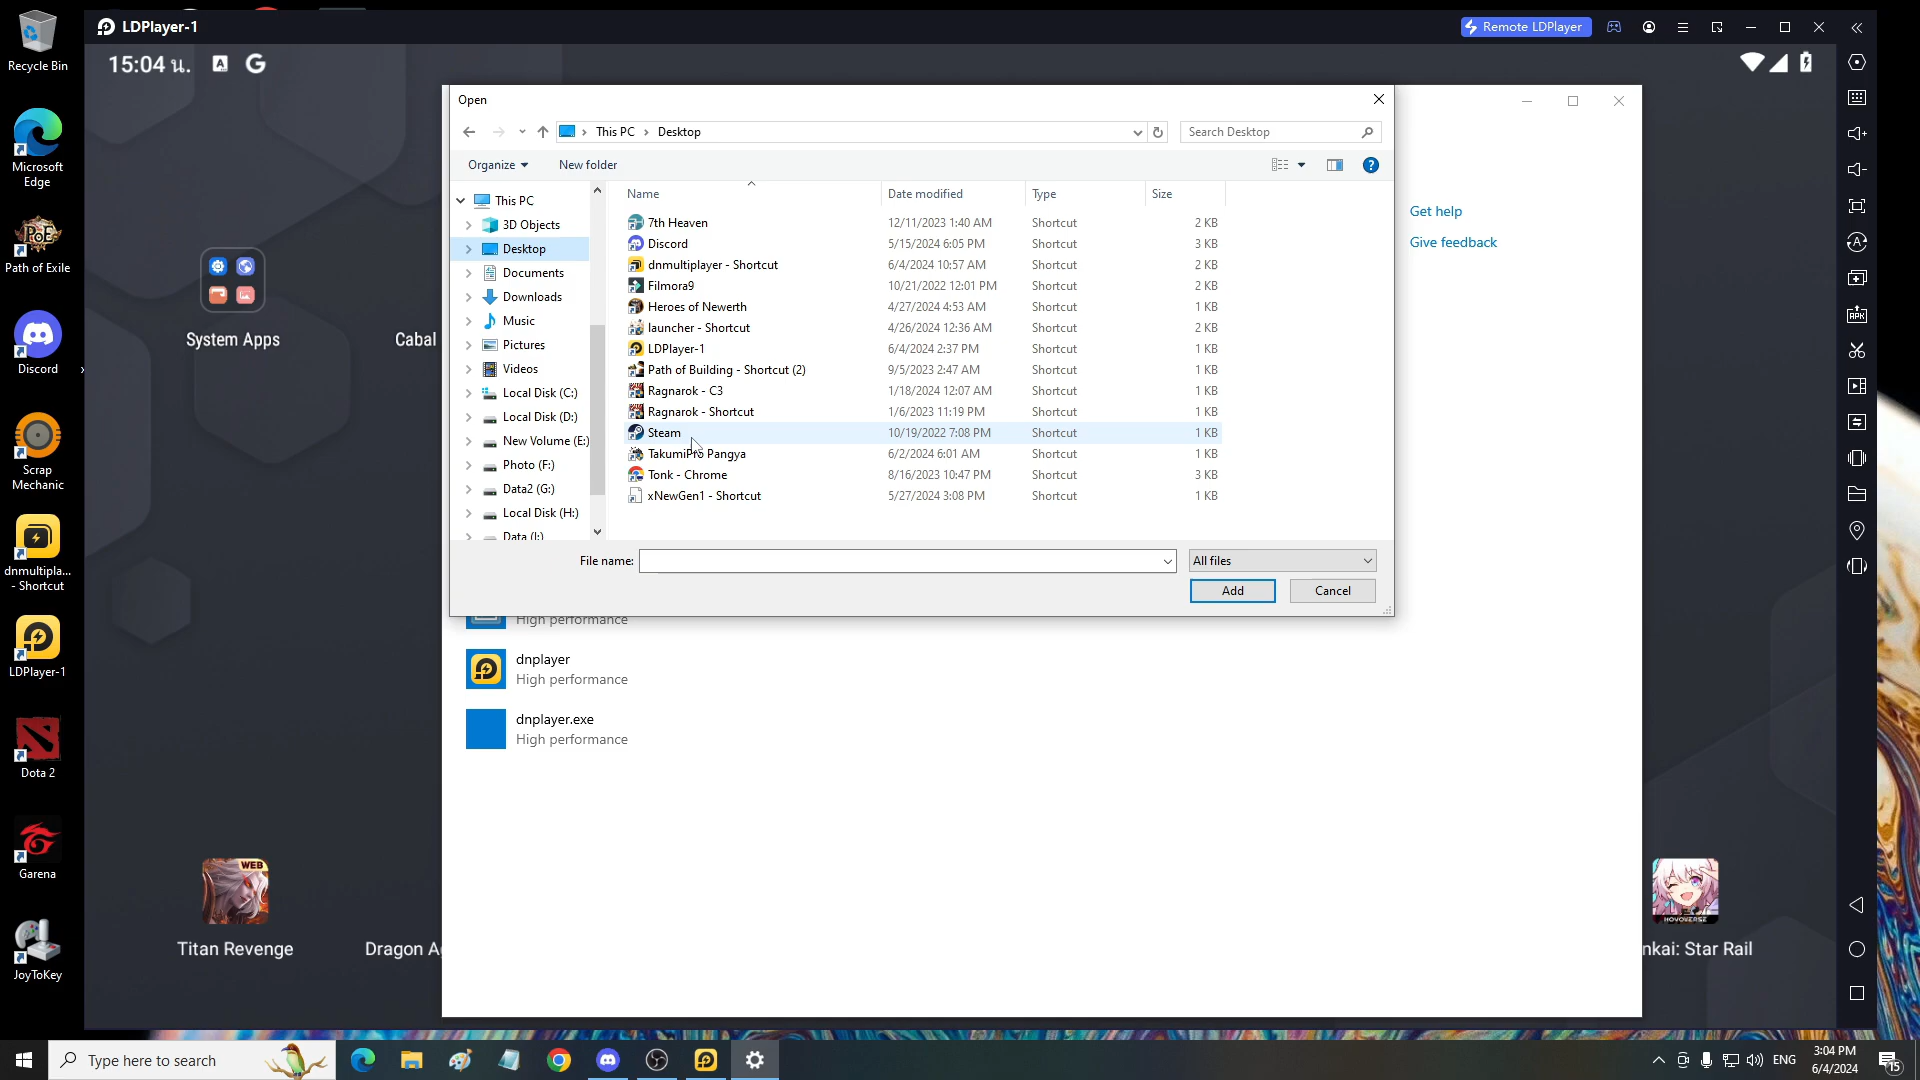 Recycle Bin
Microsoft
Edge
Path of Exile
Discord
Scrap
Mechanic
dnmultipla...
- Shortcut
LDPlayer-1
Dota 2
Garena
JoyToKey
LDPlayer-1
Remote LDPlayer
15:04 น.
A
G
System Apps
Cabal
Titan Revenge
WEB
Dragon A
nkai: Star Rail
HOYOVERSE
APK
Open
This PC
Desktop
Search Desktop
Organize
New folder
This PC
3D Objects
Desktop
Documents
Downloads
Music
Pictures
Videos
Local Disk (C:)
Local Disk (D:)
New Volume (E:)
Photo (F:)
Data2 (G:)
Local Disk (H:)
Data (I:)
Name Date modified Type Size
7th Heaven 12/11/2023 1:40 AM Shortcut 2 KB
Discord 5/15/2024 6:05 PM Shortcut 3 KB
dnmultiplayer - Shortcut 6/4/2024 10:57 AM Shortcut 2 KB
Filmora9 10/21/2022 12:01 PM Shortcut 2 KB
Heroes of Newerth 4/27/2024 4:53 AM Shortcut 1 KB
launcher - Shortcut 4/26/2024 12:36 AM Shortcut 2 KB
LDPlayer-1 6/4/2024 2:37 PM Shortcut 1 KB
Path of Building - Shortcut (2) 9/5/2023 2:47 AM Shortcut 1 KB
Ragnarok - C3 1/18/2024 12:07 AM Shortcut 1 KB
Ragnarok - Shortcut 1/6/2023 11:19 PM Shortcut 1 KB
Steam 10/19/2022 7:08 PM Shortcut 1 KB
TakumiPro Pangya 6/2/2024 6:01 AM Shortcut 1 KB
Tonk - Chrome 8/16/2023 10:47 PM Shortcut 3 KB
xNewGen1 - Shortcut 5/27/2024 3:08 PM Shortcut 1 KB
File name:
All files
Add
Cancel
Get help
Give feedback
High performance
dnplayer
High performance
dnplayer.exe
High performance
Type here to search
ENG
3:04 PM
6/4/2024
15